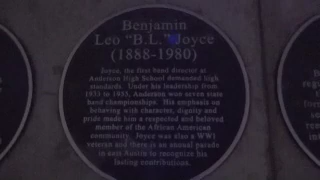 Benjamin
Leo "B.L." Joyce
(1888-1980)
Joyce, the first band director at
Anderson High School demanded high
standards. Under his leadership from
1933 to 1955, Anderson won seven state
band championships. His emphasis on
behaving with character, dignity and
pride made him a respected and beloved
member of the African American
community. Joyce was also a WWI
veteran and there is an annual parade
in east Austin to recognize his
lasting contributions.